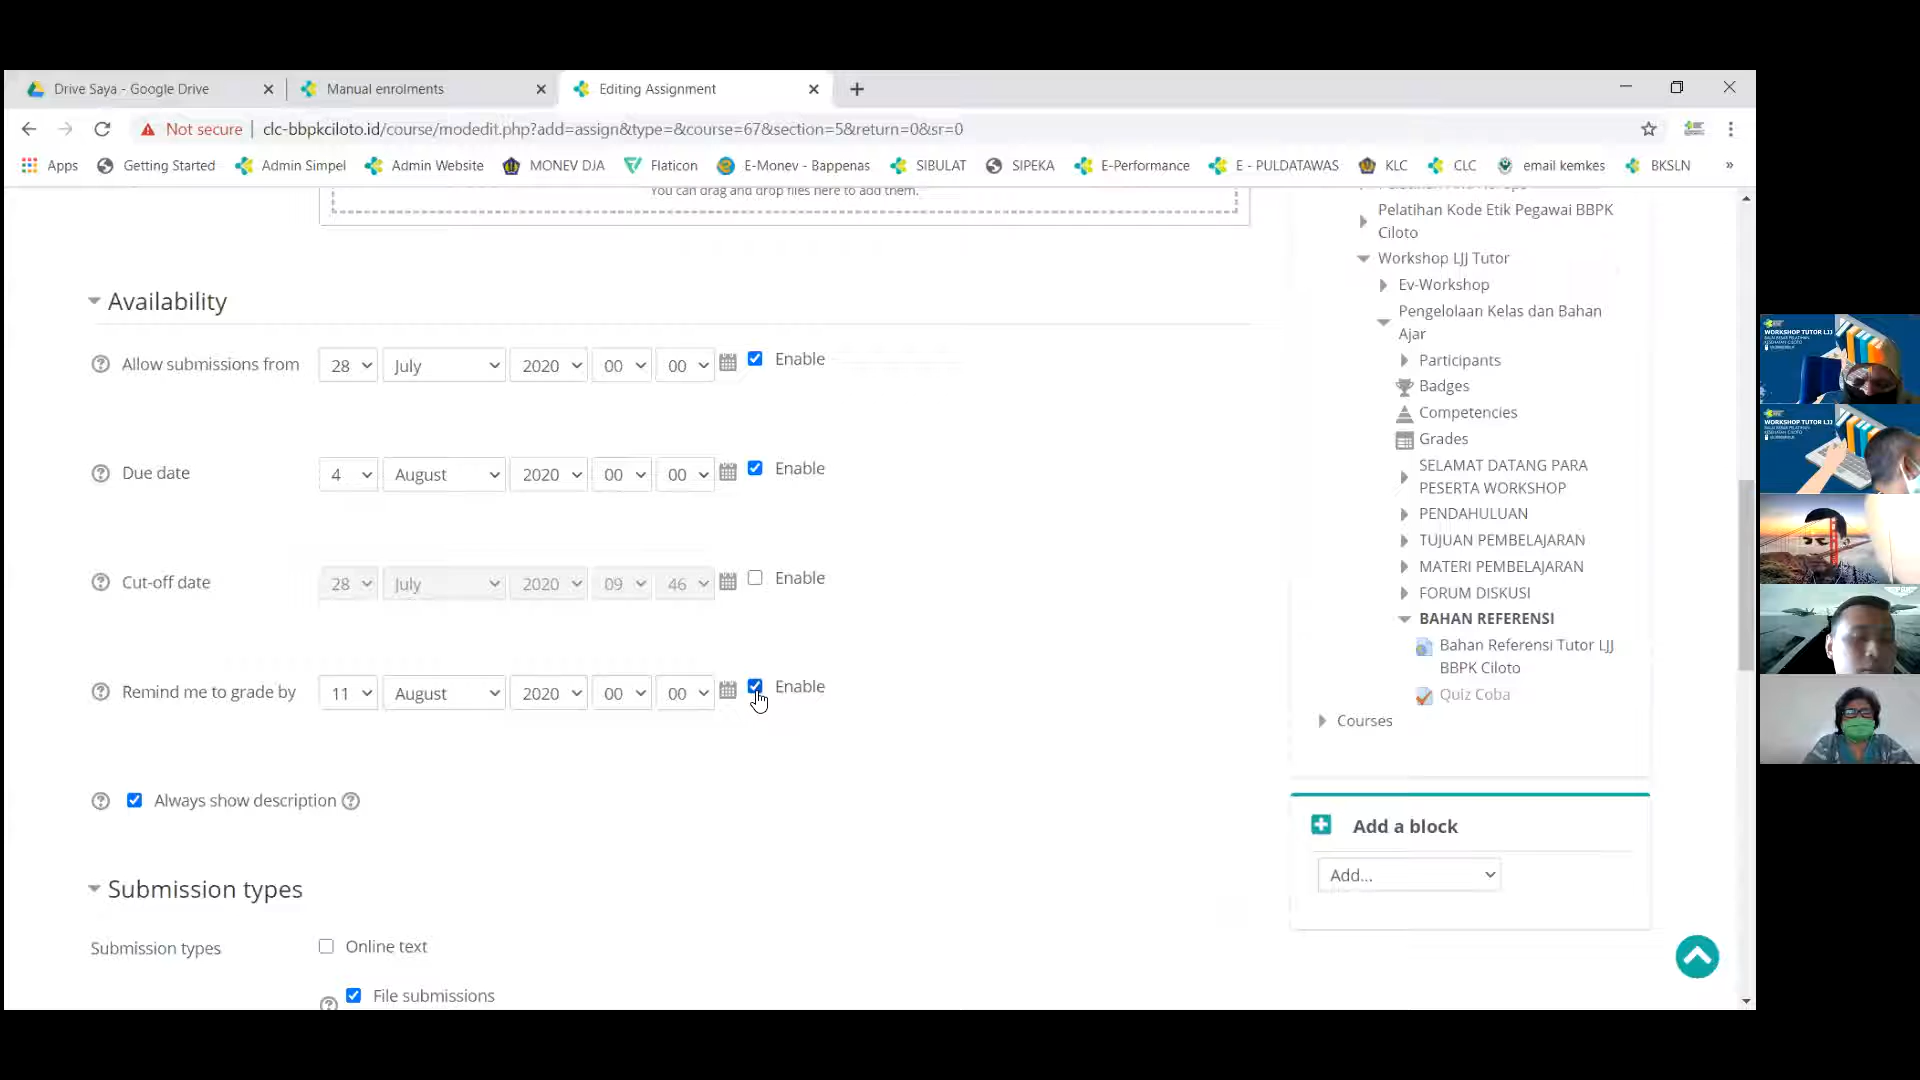 Drive Saya - Google Drive
Manual enrolments
Editing Assignment
Not secure
clc-bbpkciloto.id/course/modedit.php?add=assign&type=&course=67&section=5&return=0&sr=0
Apps
Getting Started
Admin Simpel
Admin Website
MONEV DJA
Flaticon
E-Monev - Bappenas
SIBULAT
SIPEKA
E-Performance
E - PULDATAWAS
KLC
CLC
email kemkes
BKSLN
»
You can drag and drop files here to add them.
Availability
Allow submissions from 28 July 2020 00 00 Enable
Due date 4 August 2020 00 00 Enable
Cut-off date 28 July 2020 09 46 Enable
Remind me to grade by 11 August 2020 00 00 Enable
Always show description
Submission types
Submission types Online text
File submissions
Pelatihan Kode Etik Pegawai BBPK
Ciloto
Workshop LJJ Tutor
Ev-Workshop
Pengelolaan Kelas dan Bahan
Ajar
Participants
Badges
Competencies
Grades
SELAMAT DATANG PARA
PESERTA WORKSHOP
PENDAHULUAN
TUJUAN PEMBELAJARAN
MATERI PEMBELAJARAN
FORUM DISKUSI
BAHAN REFERENSI
Bahan Referensi Tutor LJJ
BBPK Ciloto
Quiz Coba
Courses
Add a block
Add...
WORKSHOP TUTOR LJJ
WORKSHOP TUTOR LJJ